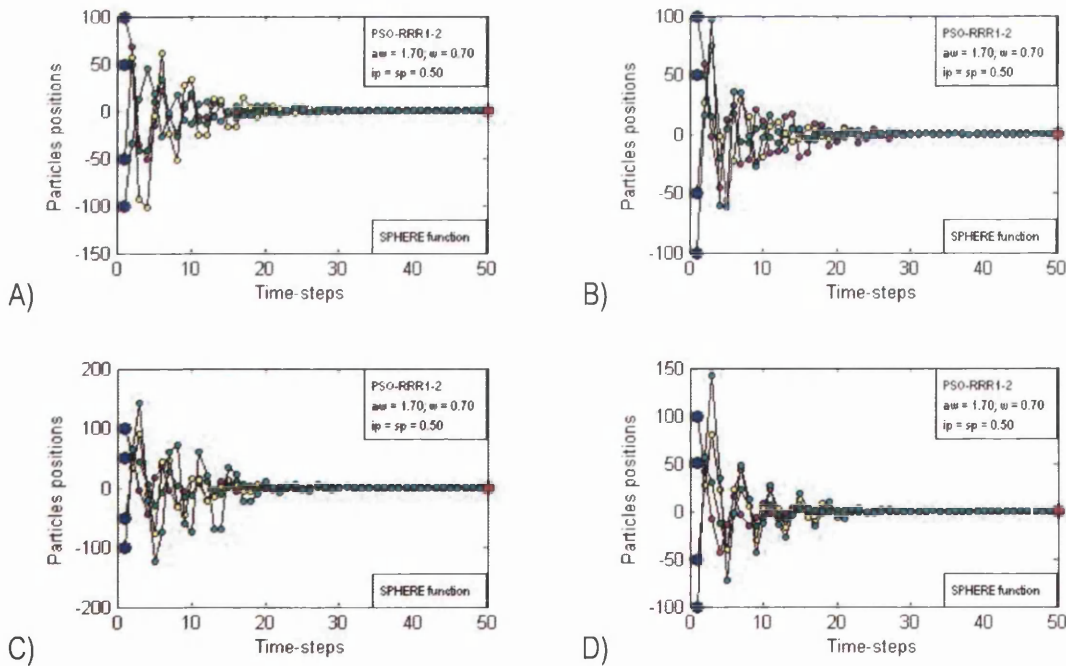 100
50
0
-50
-100
-150
Particles positions
PSO-RRR1-2
aw = 1.70; w = 0.70
ip = sp = 0.50
SPHERE function
0 10 20 30 40 50
Time-steps
A)
100
50
0
-50
-100
Particles positions
PSO-RRR1-2
aw = 1.70; w = 0.70
ip = sp = 0.50
SPHERE function
0 10 20 30 40 50
Time-steps
B)
200
100
0
-100
-200
Particles positions
PSO-RRR1-2
aw = 1.70; w = 0.70
ip = sp = 0.50
SPHERE function
0 10 20 30 40 50
Time-steps
C)
150
100
50
0
-50
-100
Particles positions
PSO-RRR1-2
aw = 1.70; w = 0.70
ip = sp = 0.50
SPHERE function
0 10 20 30 40 50
Time-steps
D)